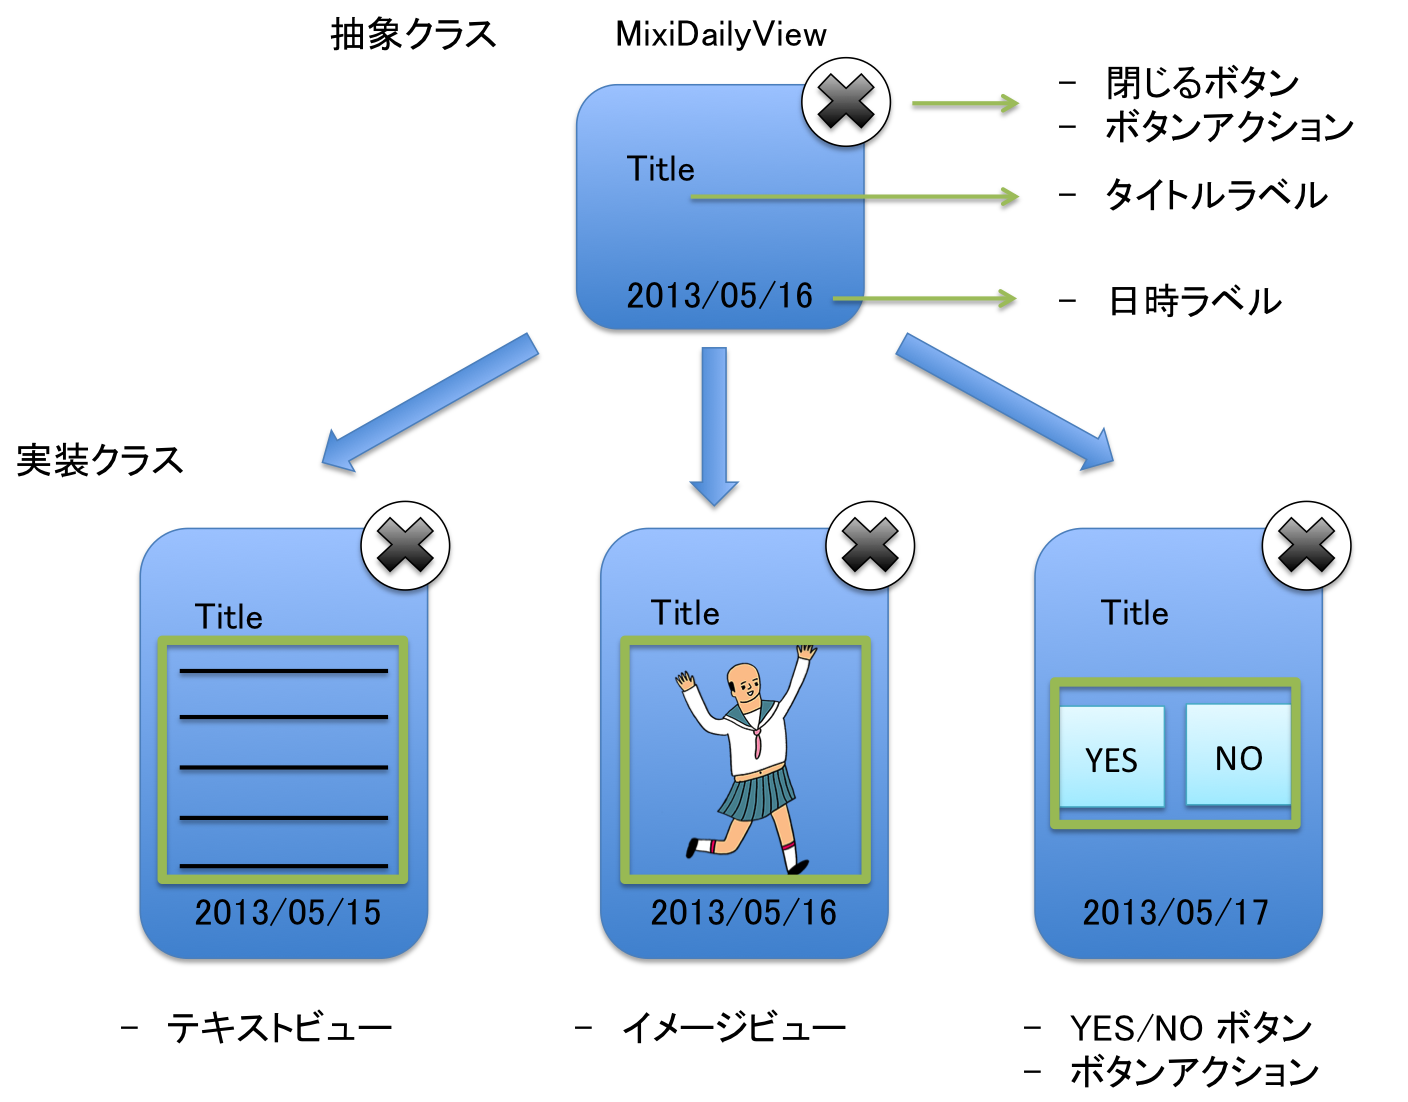 抽象クラス MixiDailyView
- 閉じるボタン
- ボタンアクション
Title
- タイトルラベル
2013/05/16
- 日時ラベル
実装クラス
Title
2013/05/15
- テキストビュー
Title
2013/05/16
- イメージビュー
Title
YES NO
2013/05/17
- YES/NO ボタン
- ボタンアクション